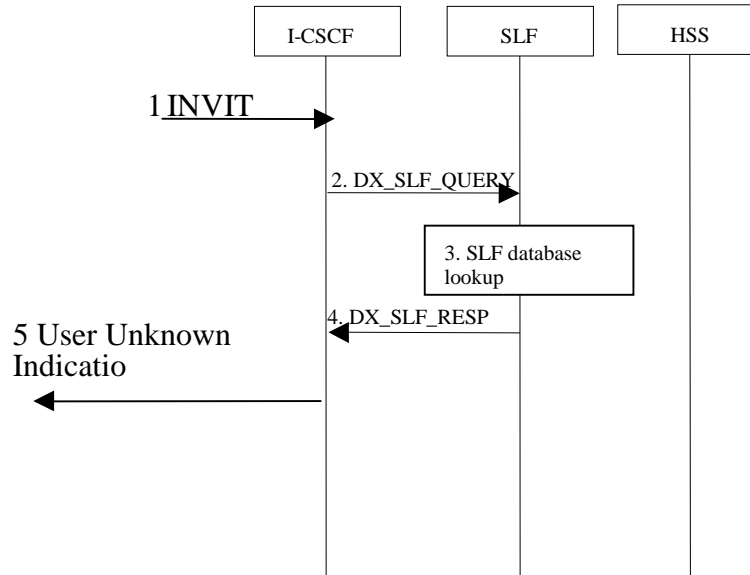 I-CSCF
SLF
HSS
1 INVIT
2. DX_SLF_QUERY
3. SLF database
lookup
4. DX_SLF_RESP
5 User Unknown
Indicatio